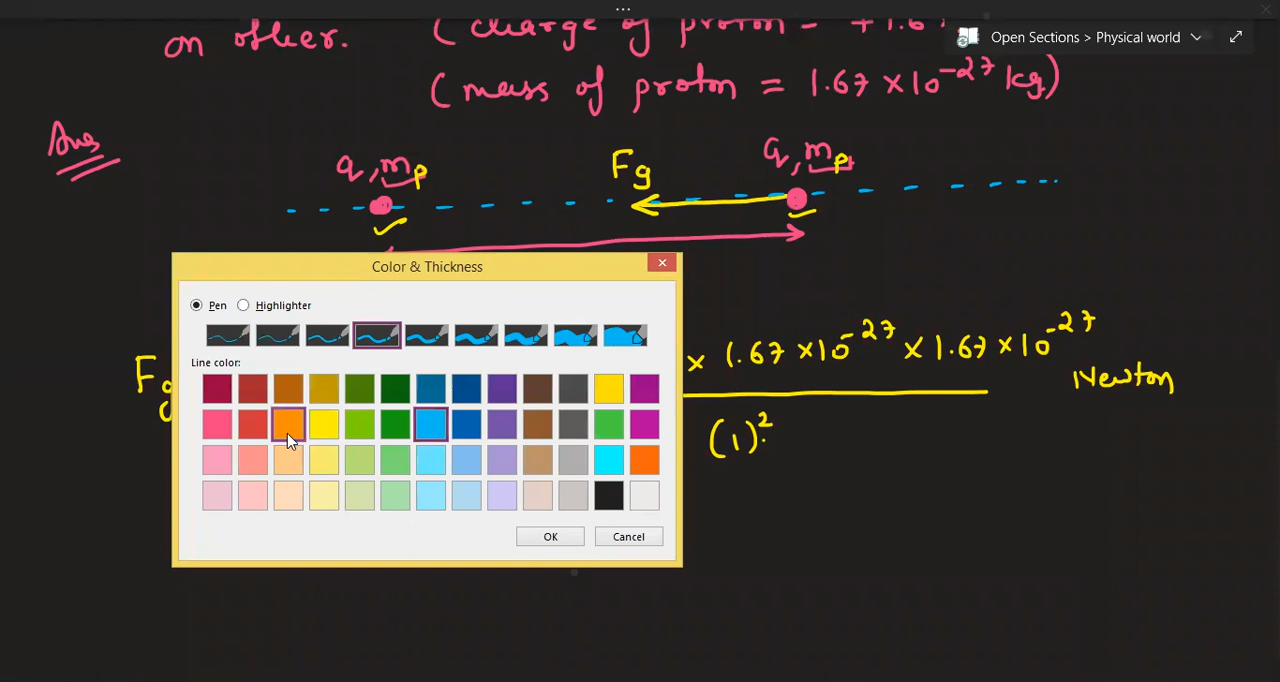 ...
(charge of proton = +1.6
Open Sections > Physical world
on other.
(mass of proton = 1.67 × 10⁻²⁷ kg)
Ans
q, mp
Fg
q, mp
Color & Thickness
Pen
Highlighter
Line color:
OK
Cancel
Fg
× 1.67 × 10⁻²⁷ × 1.67 × 10⁻²⁷
Newton
(1)²